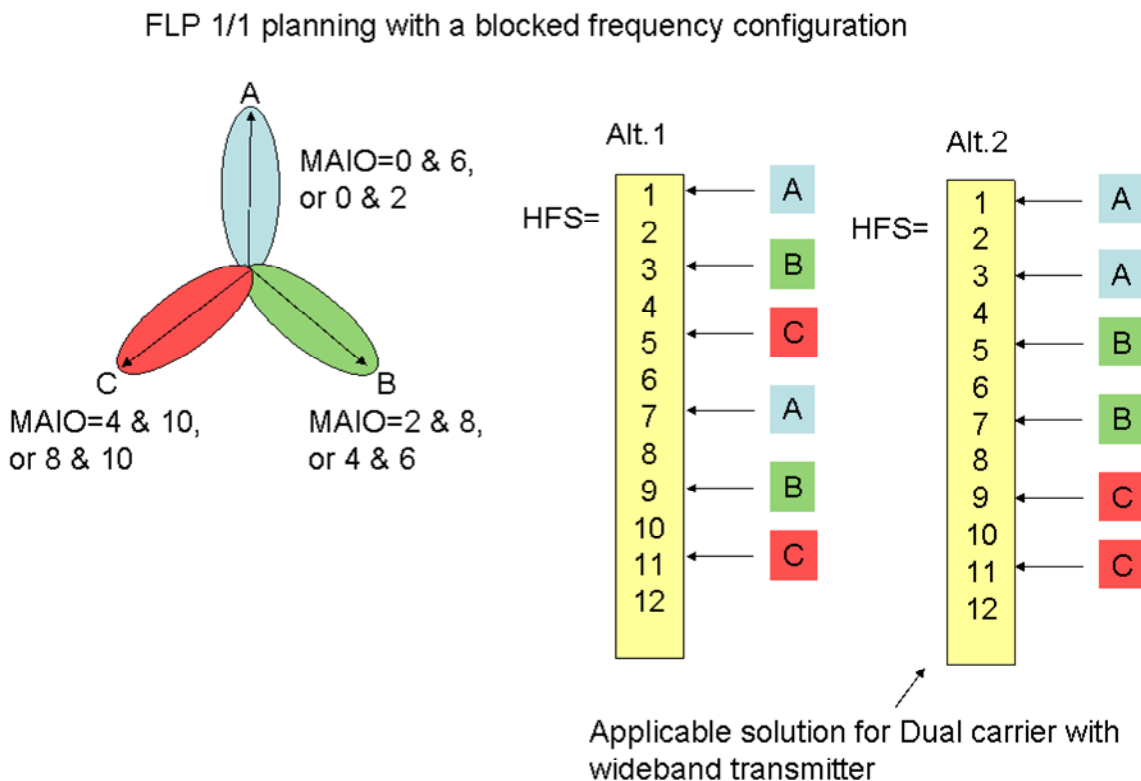 FLP 1/1 planning with a blocked frequency configuration
A
MAIO=0 & 6,
or 0 & 2
C
MAIO=4 & 10,
or 8 & 10
B
MAIO=2 & 8,
or 4 & 6
Alt.1
HFS=
1
2
3
4
5
6
7
8
9
10
11
12
A
B
C
A
B
C
Alt.2
HFS=
1
2
3
4
5
6
7
8
9
10
11
12
A
A
B
B
C
C
Applicable solution for Dual carrier with
wideband transmitter